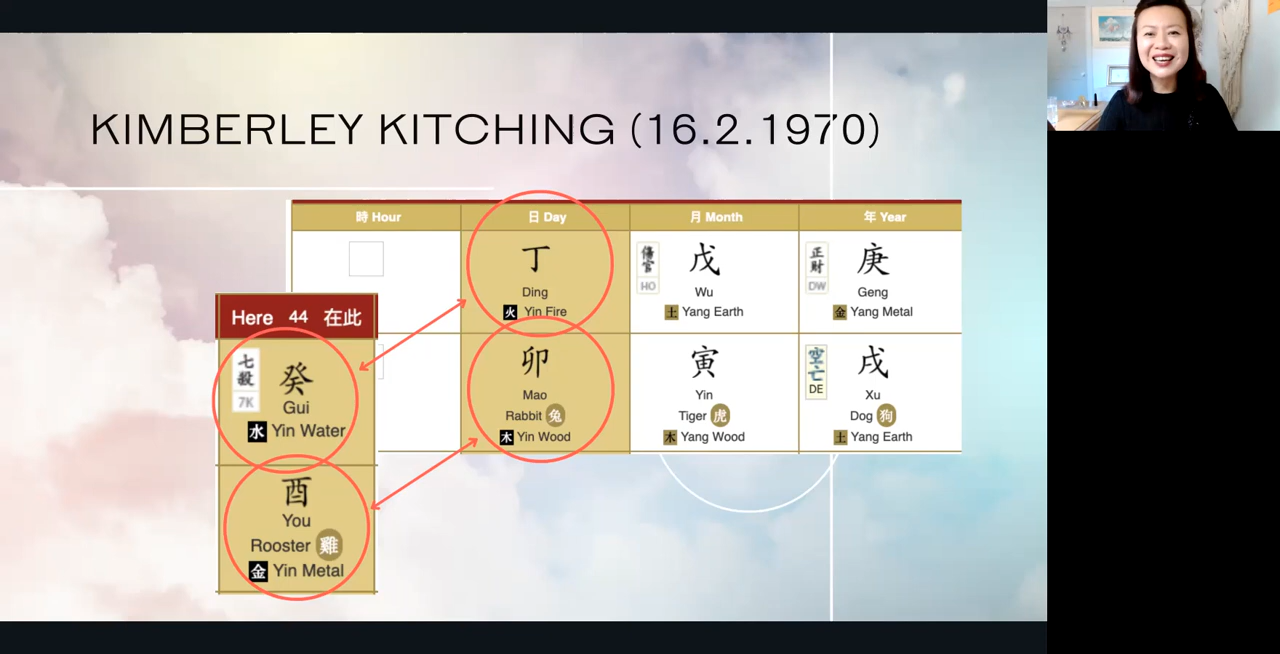 KIMBERLEY KITCHING (16.2.1970)
時 Hour
日 Day
月 Month
年 Year
丁
Ding
火 Yin Fire
傷官
HO
戊
Wu
土 Yang Earth
正財
DW
庚
Geng
金 Yang Metal
卯
Mao
Rabbit 兔
木 Yin Wood
寅
Yin
Tiger 虎
木 Yang Wood
空亡
DE
戌
Xu
Dog 狗
土 Yang Earth
Here 44 在此
七殺
7K
癸
Gui
水 Yin Water
酉
You
Rooster 雞
金 Yin Metal